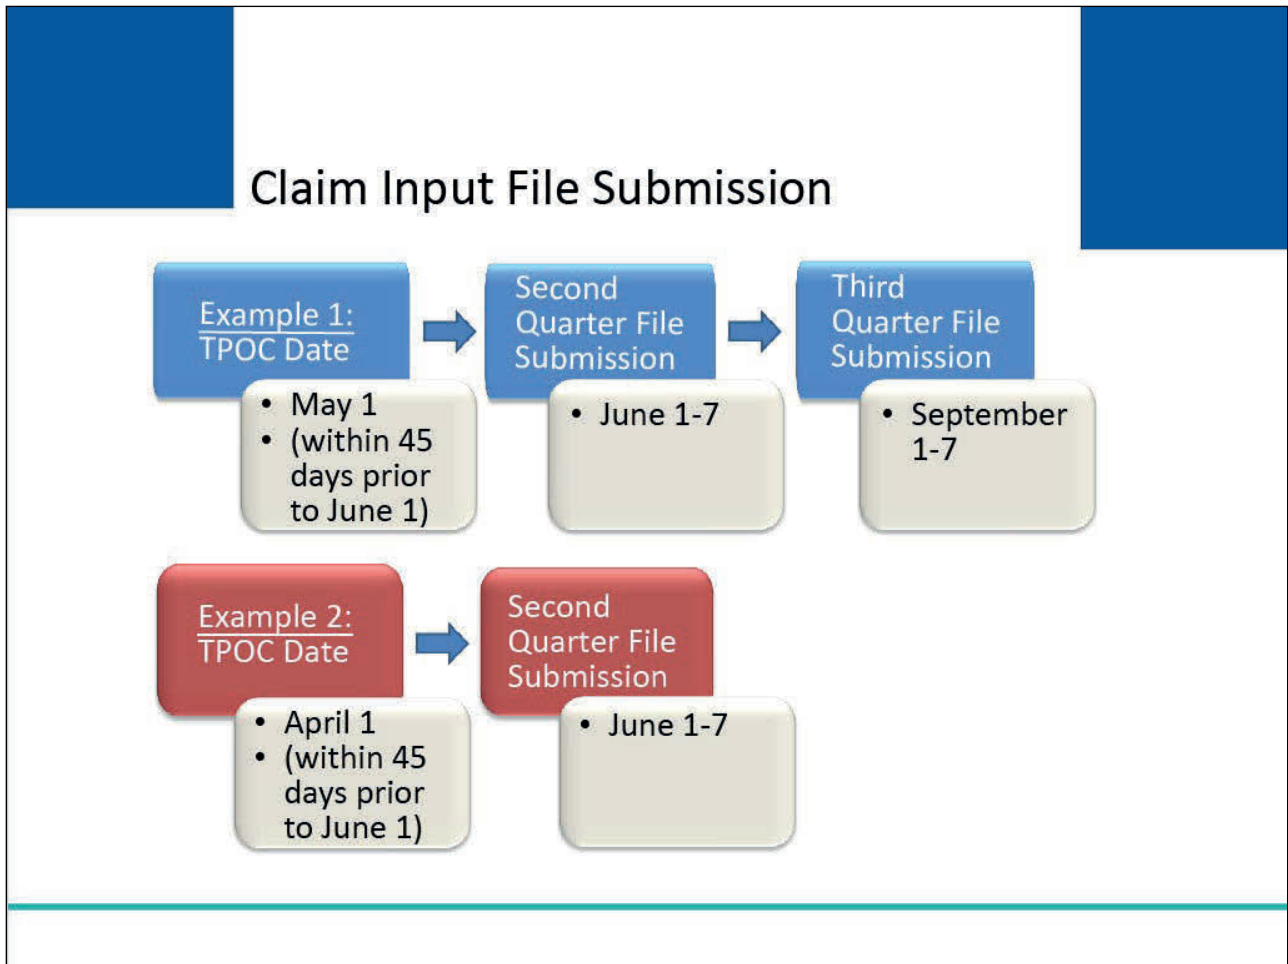 Claim Input File Submission
Example 1:
TPOC Date
• May 1
• (within 45
days prior
to June 1)
Second
Quarter File
Submission
• June 1-7
Third
Quarter File
Submission
• September
1-7
Example 2:
TPOC Date
• April 1
• (within 45
days prior
to June 1)
Second
Quarter File
Submission
• June 1-7